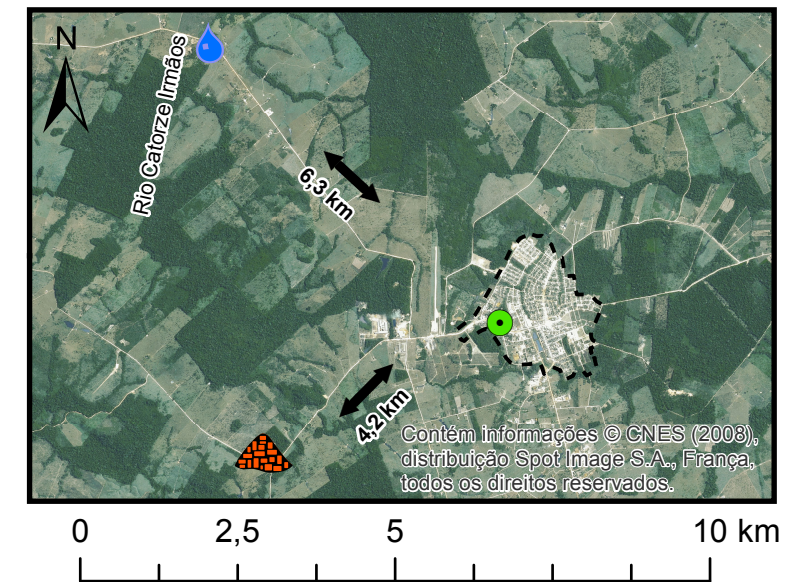 N
Rio Catorze Irmãos
6,3 km
4,2 km
Contém informações © CNES (2008),
distribuição Spot Image S.A., França,
todos os direitos reservados.
0 2,5 5 10 km